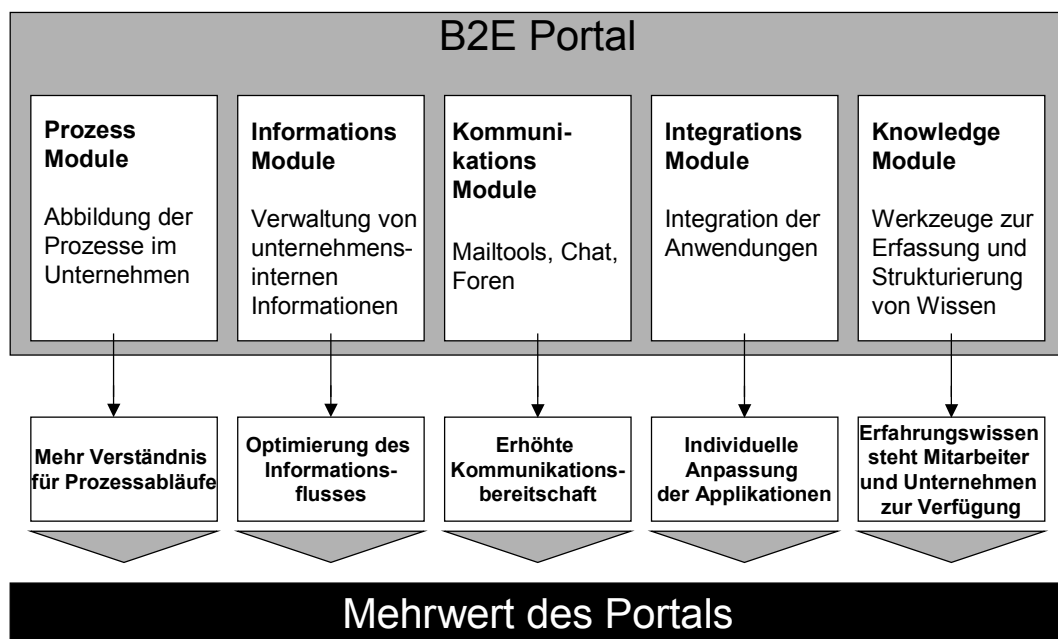 B2E Portal
Prozess
Module
Abbildung der
Prozesse im
Unternehmen
Informations
Module
Verwaltung von
unternehmens-
internen
Informationen
Kommuni-
kations
Module
Mailtools, Chat,
Foren
Integrations
Module
Integration der
Anwendungen
Knowledge
Module
Werkzeuge zur
Erfassung und
Strukturierung
von Wissen
Mehr Verständnis
für Prozessabläufe
Optimierung des
Informations-
flusses
Erhöhte
Kommunikations-
bereitschaft
Individuelle
Anpassung
der Applikationen
Erfahrungswissen
steht Mitarbeiter
und Unternehmen
zur Verfügung
Mehrwert des Portals